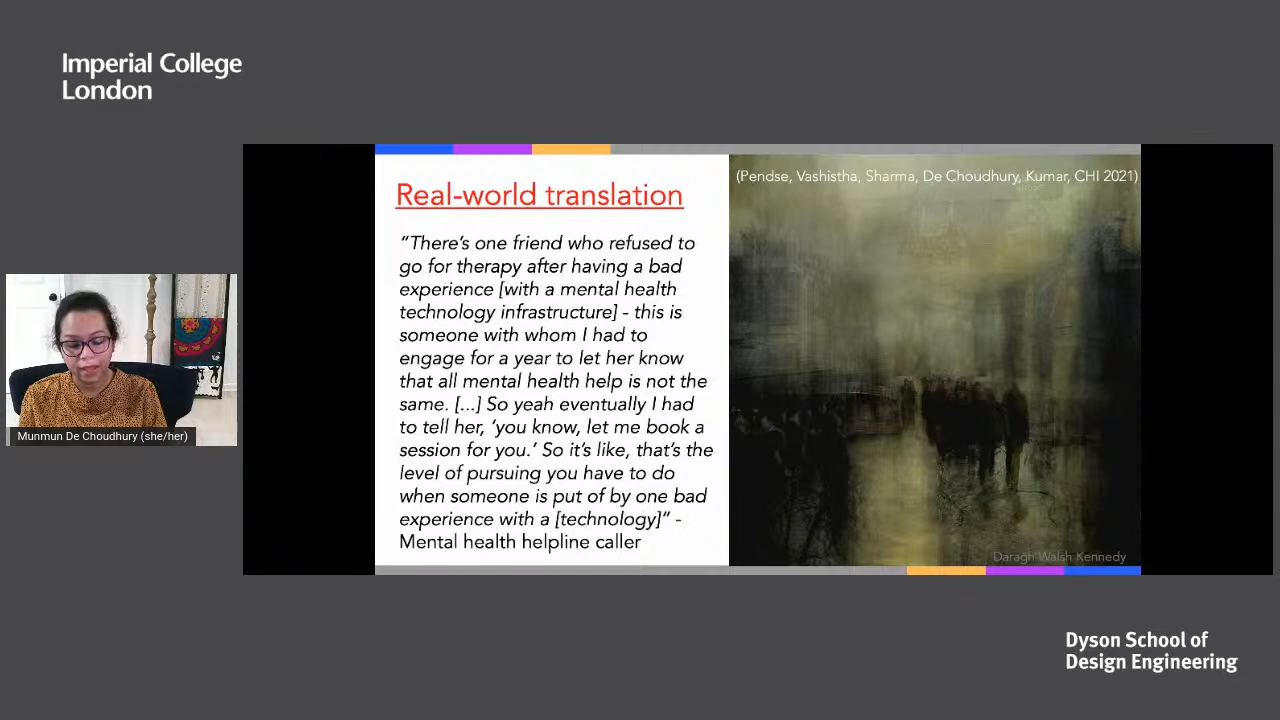 Imperial College
London
Real-world translation
“There’s one friend who refused to
go for therapy after having a bad
experience [with a mental health
technology infrastructure] - this is
someone with whom I had to
engage for a year to let her know
that all mental health help is not the
same. [...] So yeah eventually I had
to tell her, ‘you know, let me book a
session for you.’ So it’s like, that’s the
level of pursuing you have to do
when someone is put of by one bad
experience with a [technology]” -
Mental health helpline caller
(Pendse, Vashistha, Sharma, De Choudhury, Kumar, CHI 2021)
Daragh Walsh Kennedy
Munmun De Choudhury (she/her)
Dyson School of
Design Engineering